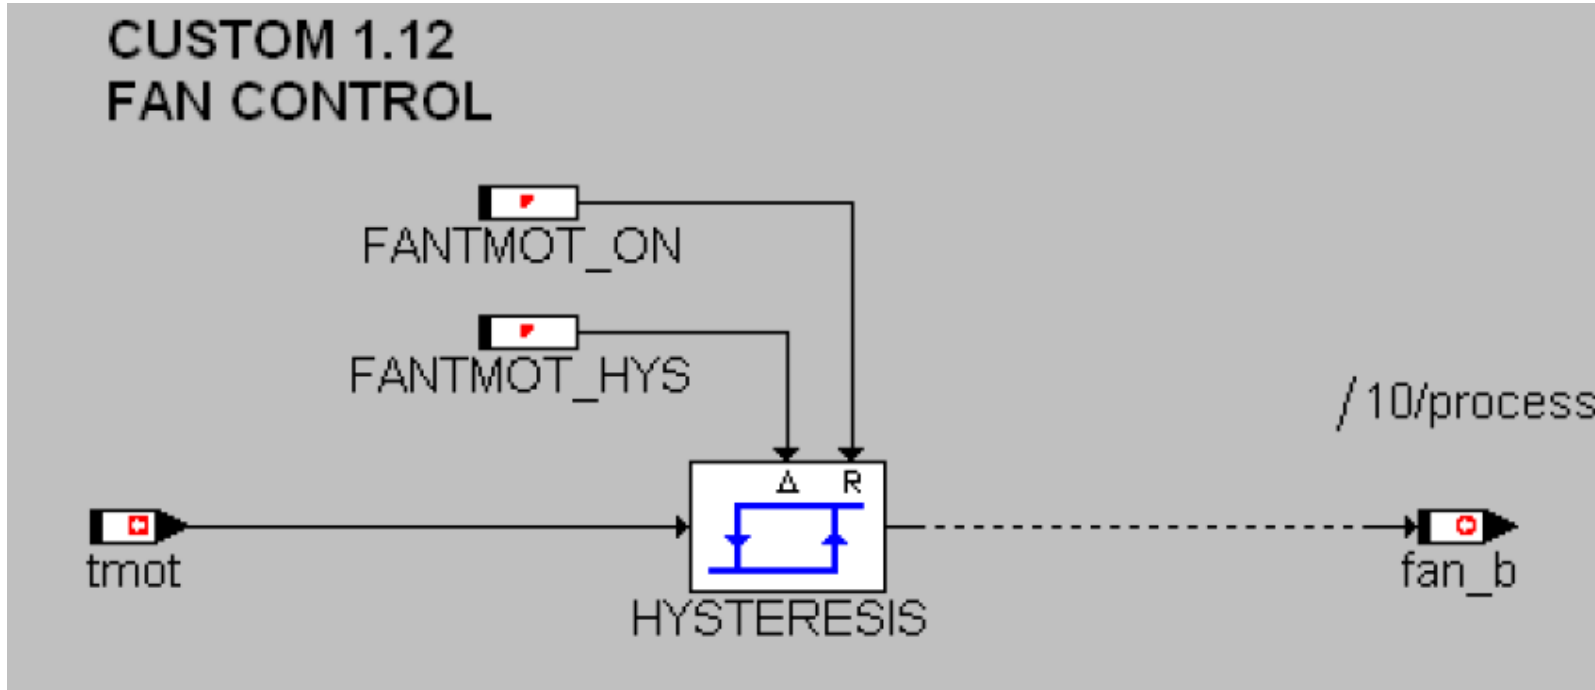 CUSTOM 1.12
FAN CONTROL
FANTMOT_ON
FANTMOT_HYS
/10/process
Δ R
tmot
fan_b
HYSTERESIS